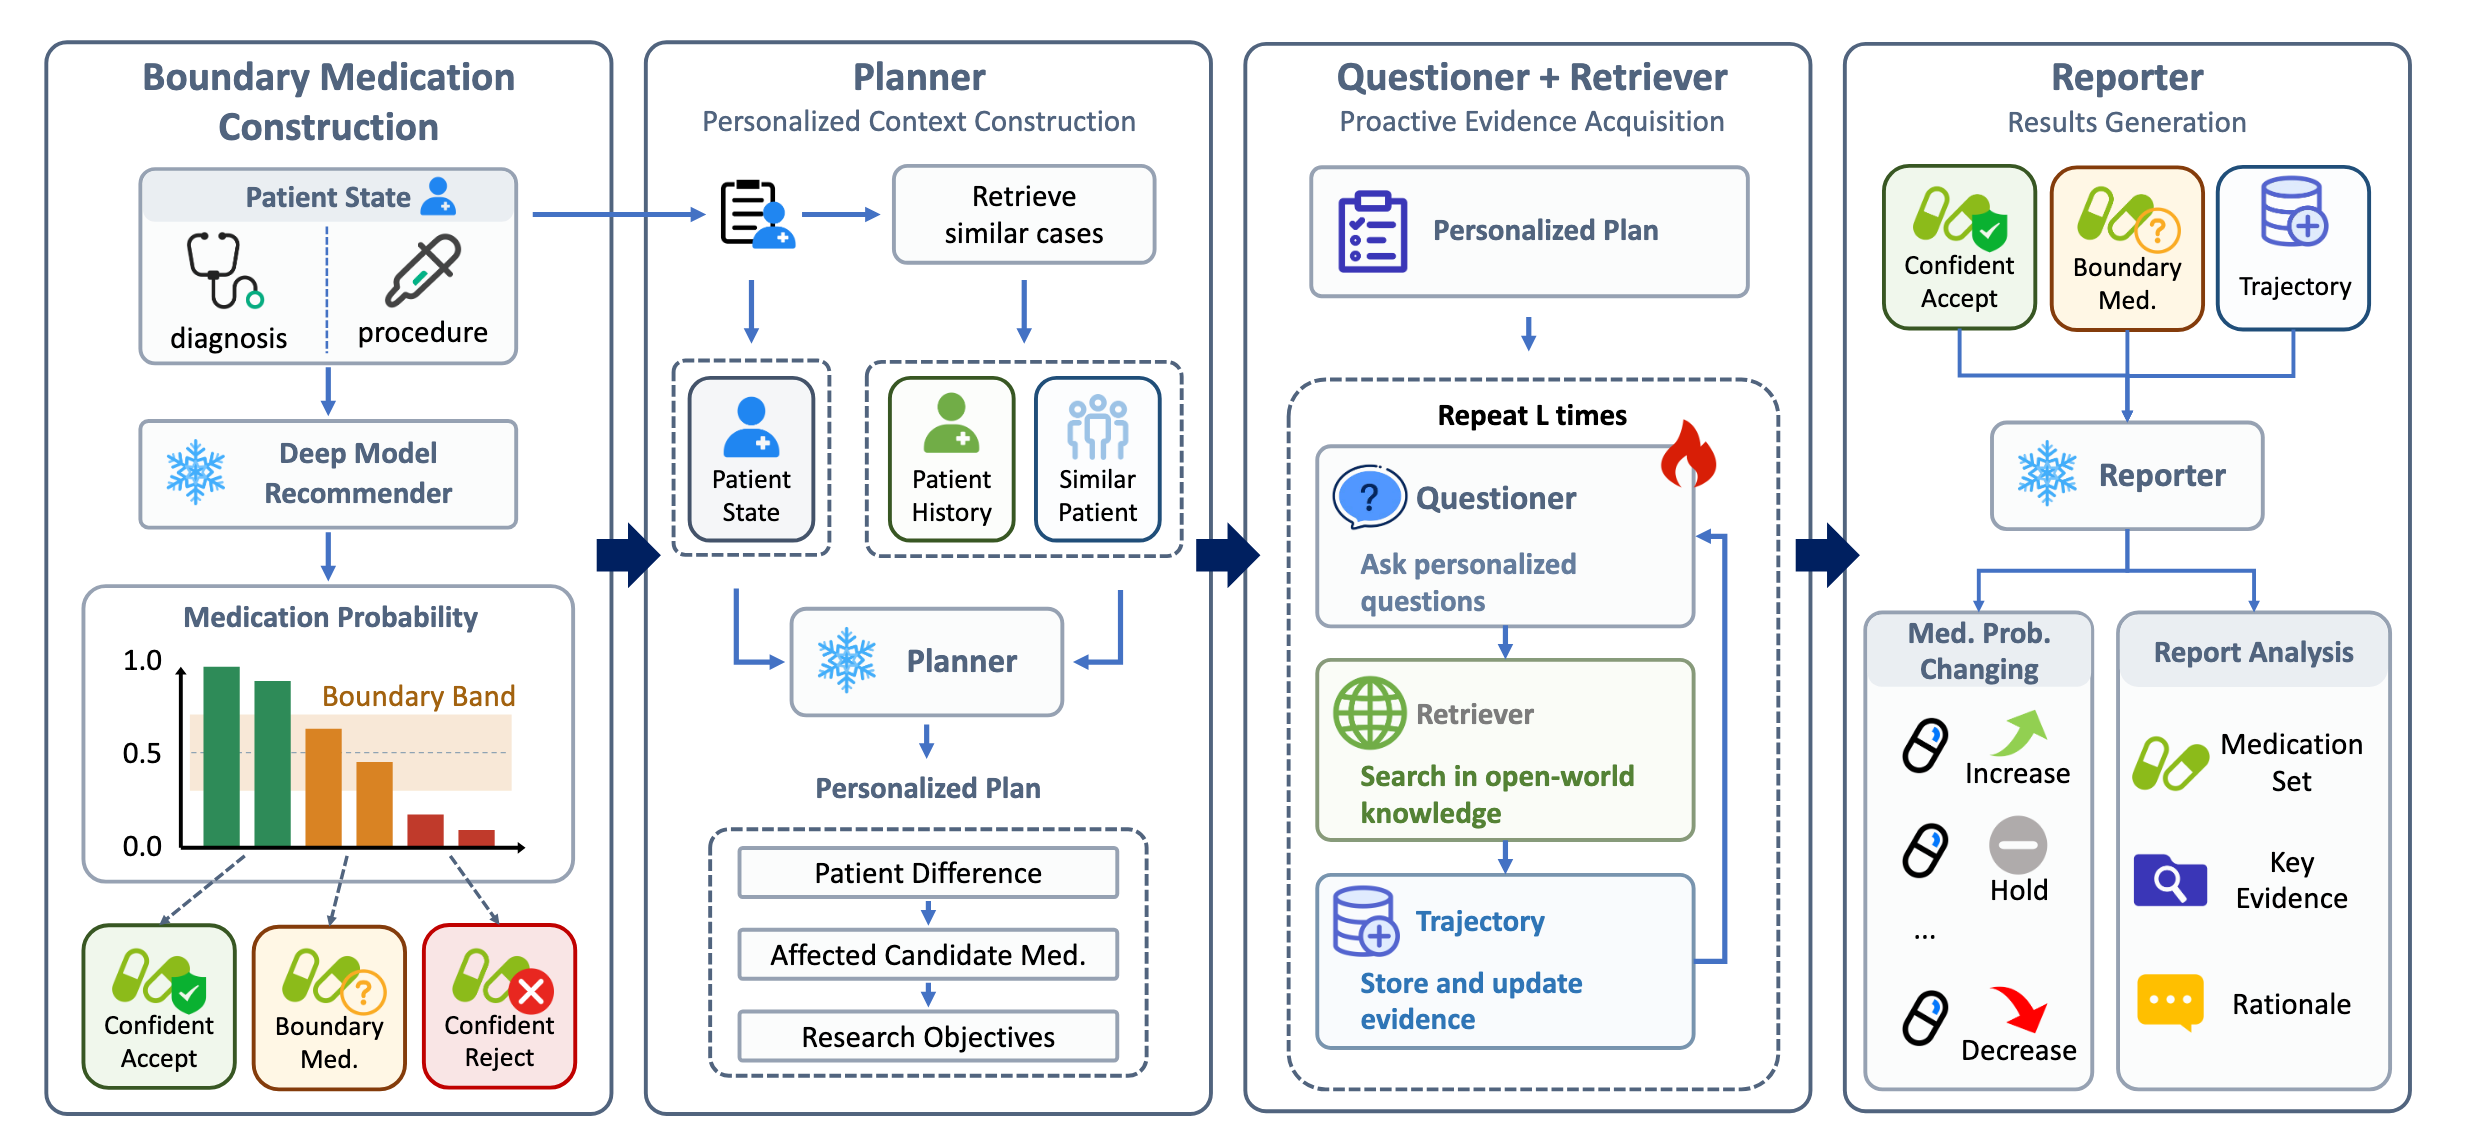 Boundary Medication
Construction
Patient State
diagnosis
procedure
Deep Model
Recommender
Medication Probability
1.0
Boundary Band
0.5
0.0
Confident
Accept
Boundary
Med.
Confident
Reject
Planner
Personalized Context Construction
Retrieve
similar cases
Patient
State
Patient
History
Similar
Patient
Planner
Personalized Plan
Patient Difference
Affected Candidate Med.
Research Objectives
Questioner + Retriever
Proactive Evidence Acquisition
Personalized Plan
Repeat L times
?
Questioner
Ask personalized
questions
Retriever
Search in open-world
knowledge
Trajectory
Store and update
evidence
Reporter
Results Generation
Confident
Accept
Boundary
Med.
Trajectory
Reporter
Med. Prob.
Changing
Increase
Hold
...
Decrease
Report Analysis
Medication
Set
Key
Evidence
Rationale